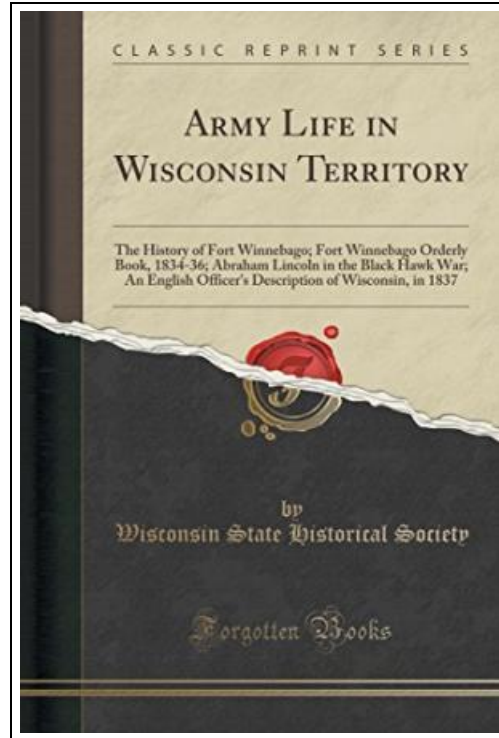 CLASSIC REPRINT SERIES
ARMY LIFE IN
WISCONSIN TERRITORY
The History of Fort Winnebago; Fort Winnebago Orderly
Book, 1834-36; Abraham Lincoln in the Black Hawk War;
An English Officer's Description of Wisconsin, in 1837
by
Wisconsin State Historical Society
Forgotten Books